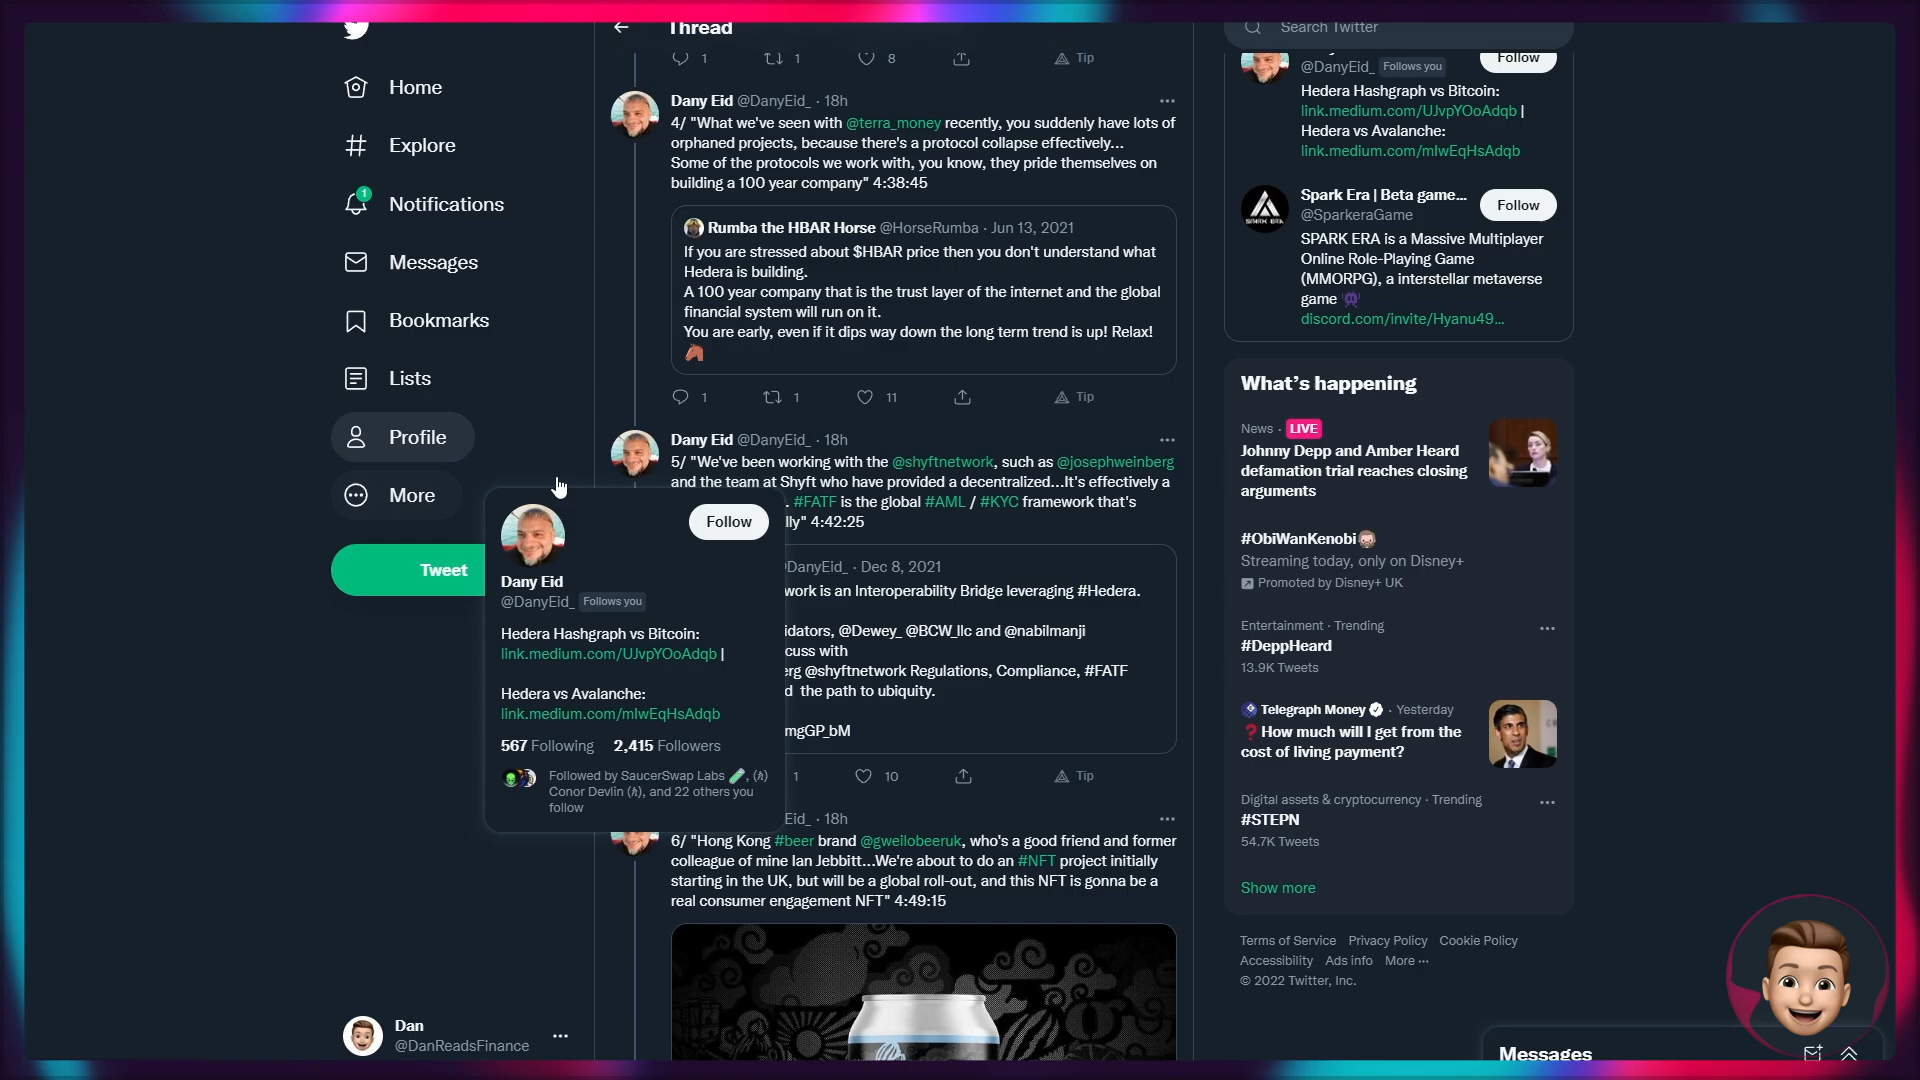 Home
Explore
1
Notifications
Messages
Bookmarks
Lists
Profile
More
Tweet
Dan
@DanReadsFinance
Thread
1 1 8 Tip
Dany Eid @DanyEid_ · 18h
4/ "What we've seen with @terra_money recently, you suddenly have lots of
orphaned projects, because there's a protocol collapse effectively...
Some of the protocols we work with, you know, they pride themselves on
building a 100 year company" 4:38:45
Rumba the HBAR Horse @HorseRumba · Jun 13, 2021
If you are stressed about $HBAR price then you don't understand what
Hedera is building.
A 100 year company that is the trust layer of the internet and the global
financial system will run on it.
You are early, even if it dips way down the long term trend is up! Relax!
1 1 11 Tip
Dany Eid @DanyEid_ · 18h
5/ "We've been working with the @shyftnetwork, such as @josephweinberg
and the team at Shyft who have provided a decentralized...It's effectively a
. #FATF is the global #AML / #KYC framework that's
lly" 4:42:25
DanyEid_ · Dec 8, 2021
work is an Interoperability Bridge leveraging #Hedera.
idators, @Dewey_ @BCW_llc and @nabilmanji
cuss with
erg @shyftnetwork Regulations, Compliance, #FATF
d the path to ubiquity.
mgGP_bM
1 10 Tip
Follow
Dany Eid
@DanyEid_ Follows you
Hedera Hashgraph vs Bitcoin:
link.medium.com/UJvpYOoAdqb |
Hedera vs Avalanche:
link.medium.com/mIwEqHsAdqb
567 Following 2,415 Followers
Followed by SaucerSwap Labs, (ℏ)
Conor Devlin (ℏ), and 22 others you
follow
Eid_ · 18h
6/ "Hong Kong #beer brand @gweilobeeruk, who's a good friend and former
colleague of mine Ian Jebbitt...We're about to do an #NFT project initially
starting in the UK, but will be a global roll-out, and this NFT is gonna be a
real consumer engagement NFT" 4:49:15
Search Twitter
@DanyEid_ Follows you
Follow
Hedera Hashgraph vs Bitcoin:
link.medium.com/UJvpYOoAdqb |
Hedera vs Avalanche:
link.medium.com/mIwEqHsAdqb
SPARK ERA
Spark Era | Beta game...
@SparkeraGame
Follow
SPARK ERA is a Massive Multiplayer
Online Role-Playing Game
(MMORPG), a interstellar metaverse
game
discord.com/invite/Hyanu49...
What's happening
News · LIVE
Johnny Depp and Amber Heard
defamation trial reaches closing
arguments
#ObiWanKenobi
Streaming today, only on Disney+
Promoted by Disney+ UK
Entertainment · Trending
#DeppHeard
13.9K Tweets
Telegraph Money · Yesterday
❓How much will I get from the
cost of living payment?
Digital assets & cryptocurrency · Trending
#STEPN
54.7K Tweets
Show more
Terms of Service Privacy Policy Cookie Policy
Accessibility Ads info More ···
© 2022 Twitter, Inc.
Messages